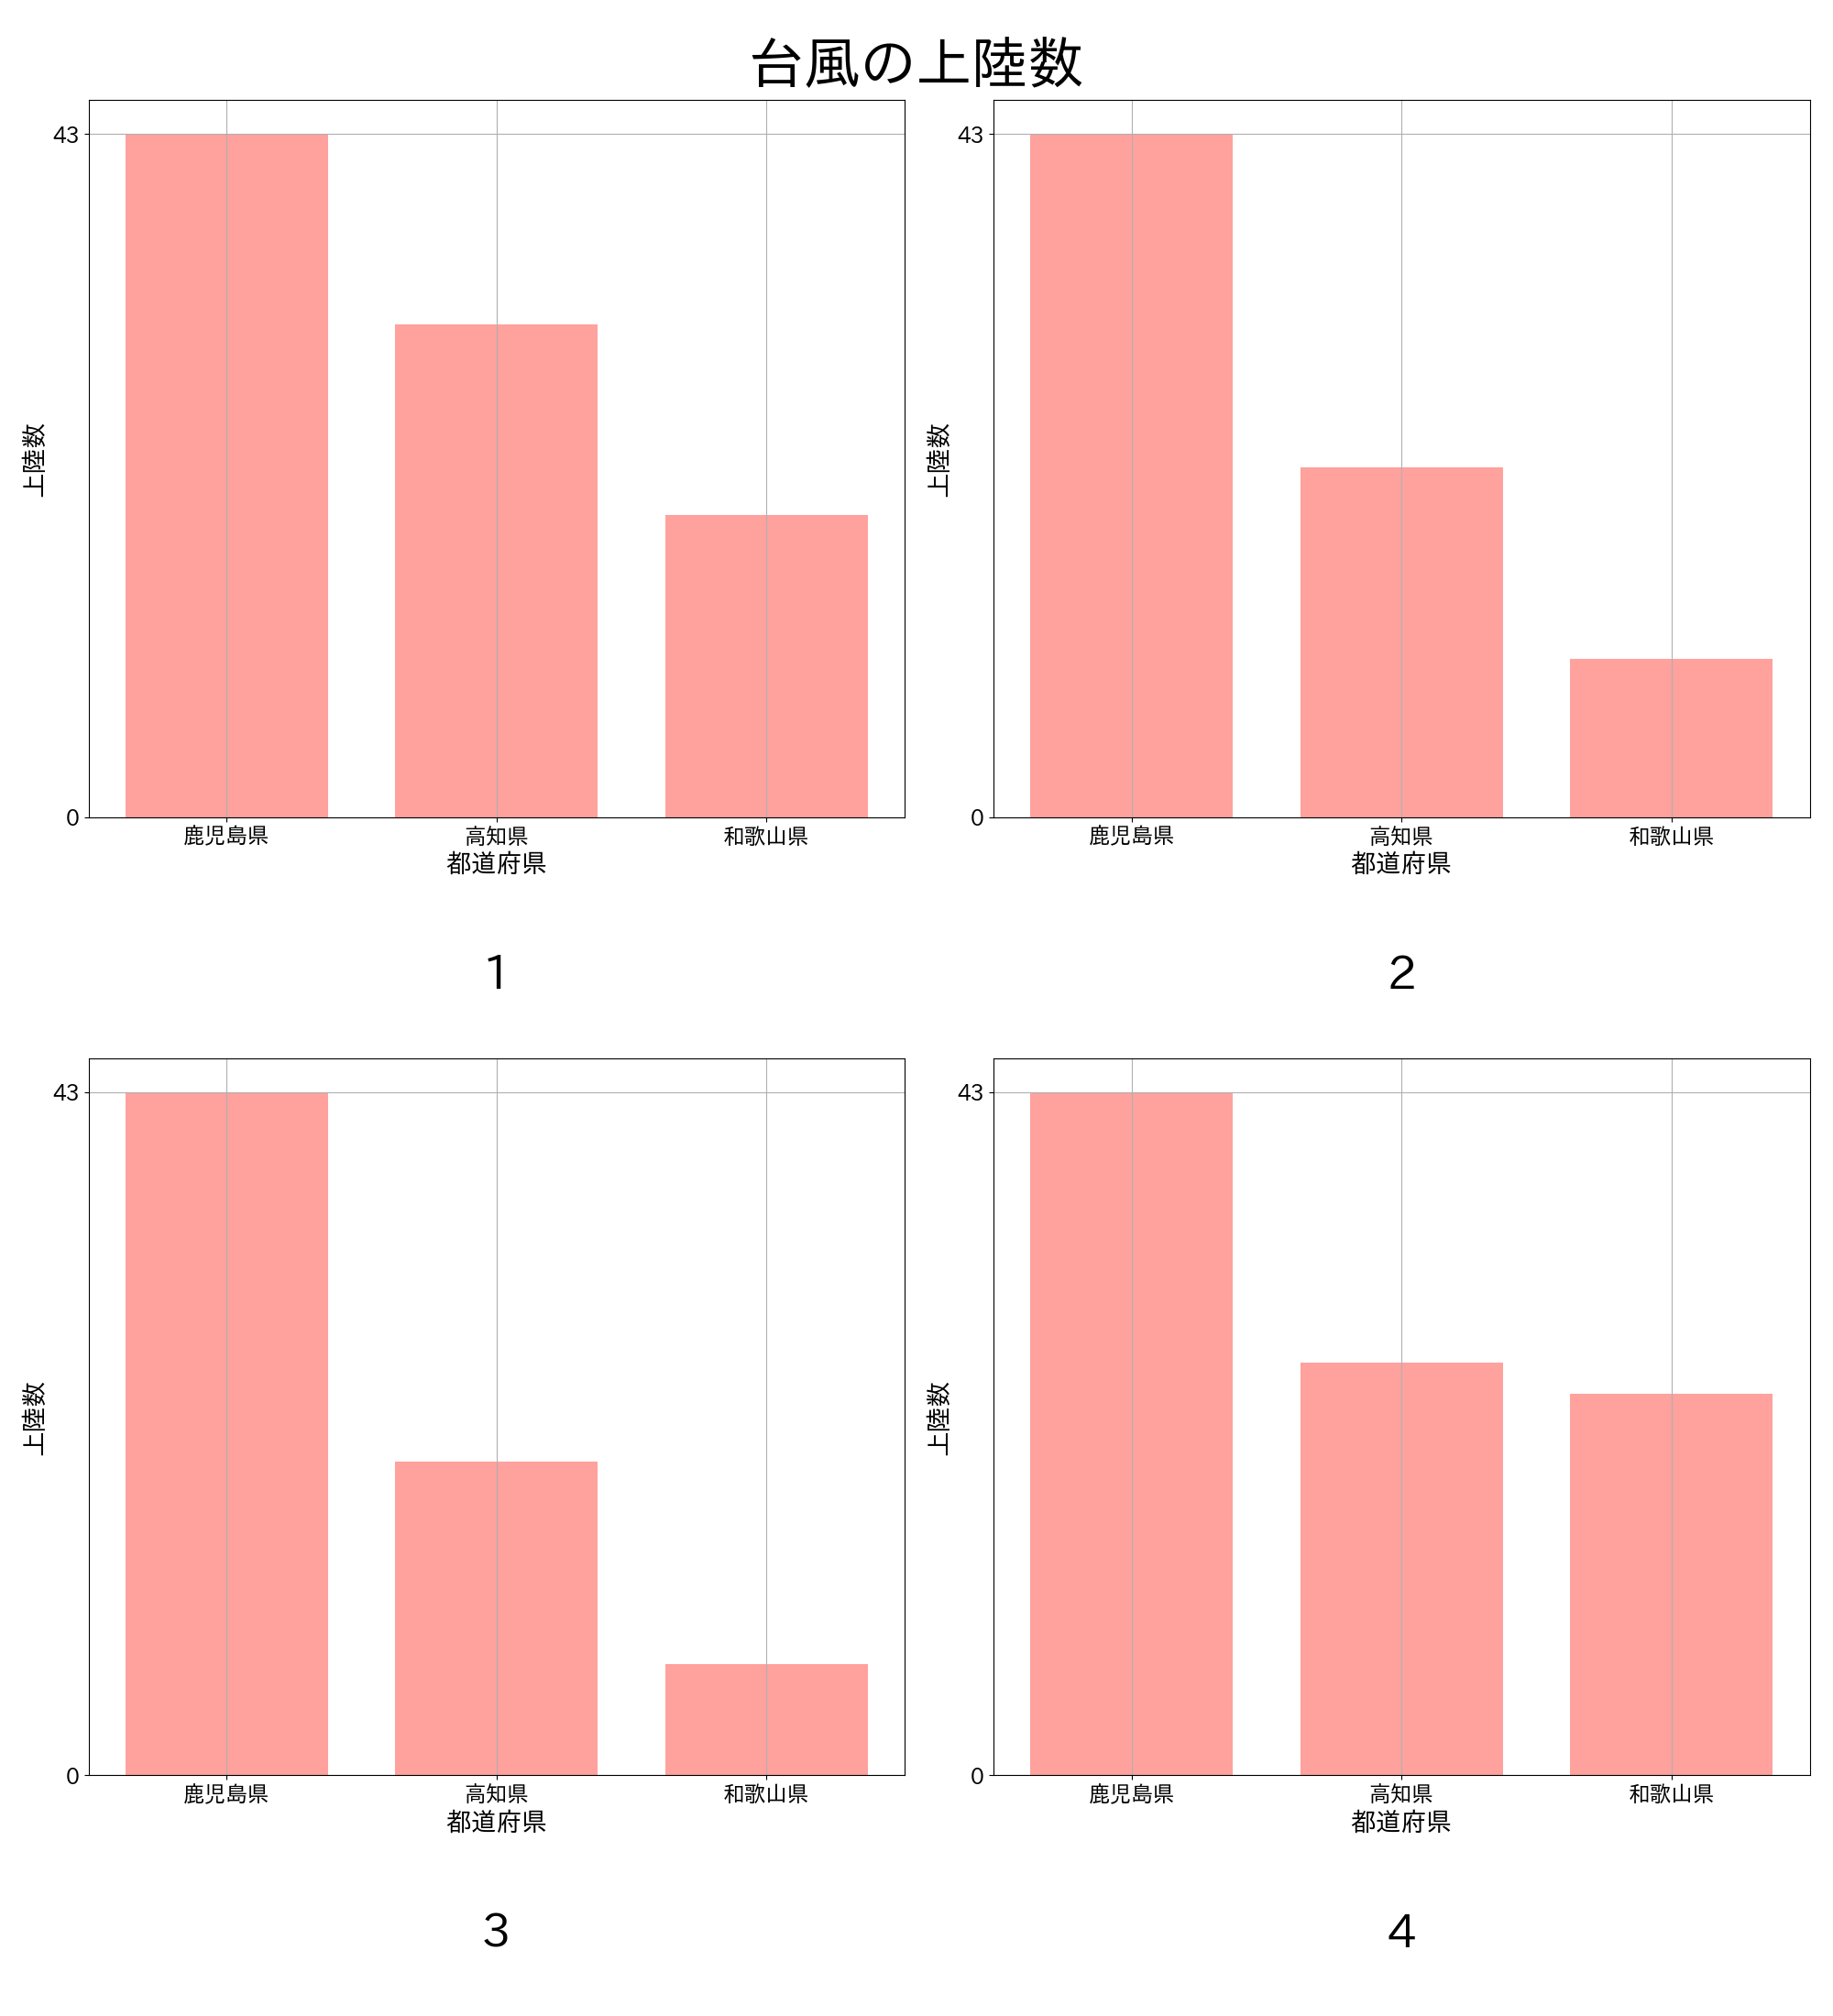 台風の上陸数
43
上陸数
0
鹿児島県 高知県 和歌山県
都道府県
1
43
上陸数
0
鹿児島県 高知県 和歌山県
都道府県
2
43
上陸数
0
鹿児島県 高知県 和歌山県
都道府県
3
43
上陸数
0
鹿児島県 高知県 和歌山県
都道府県
4